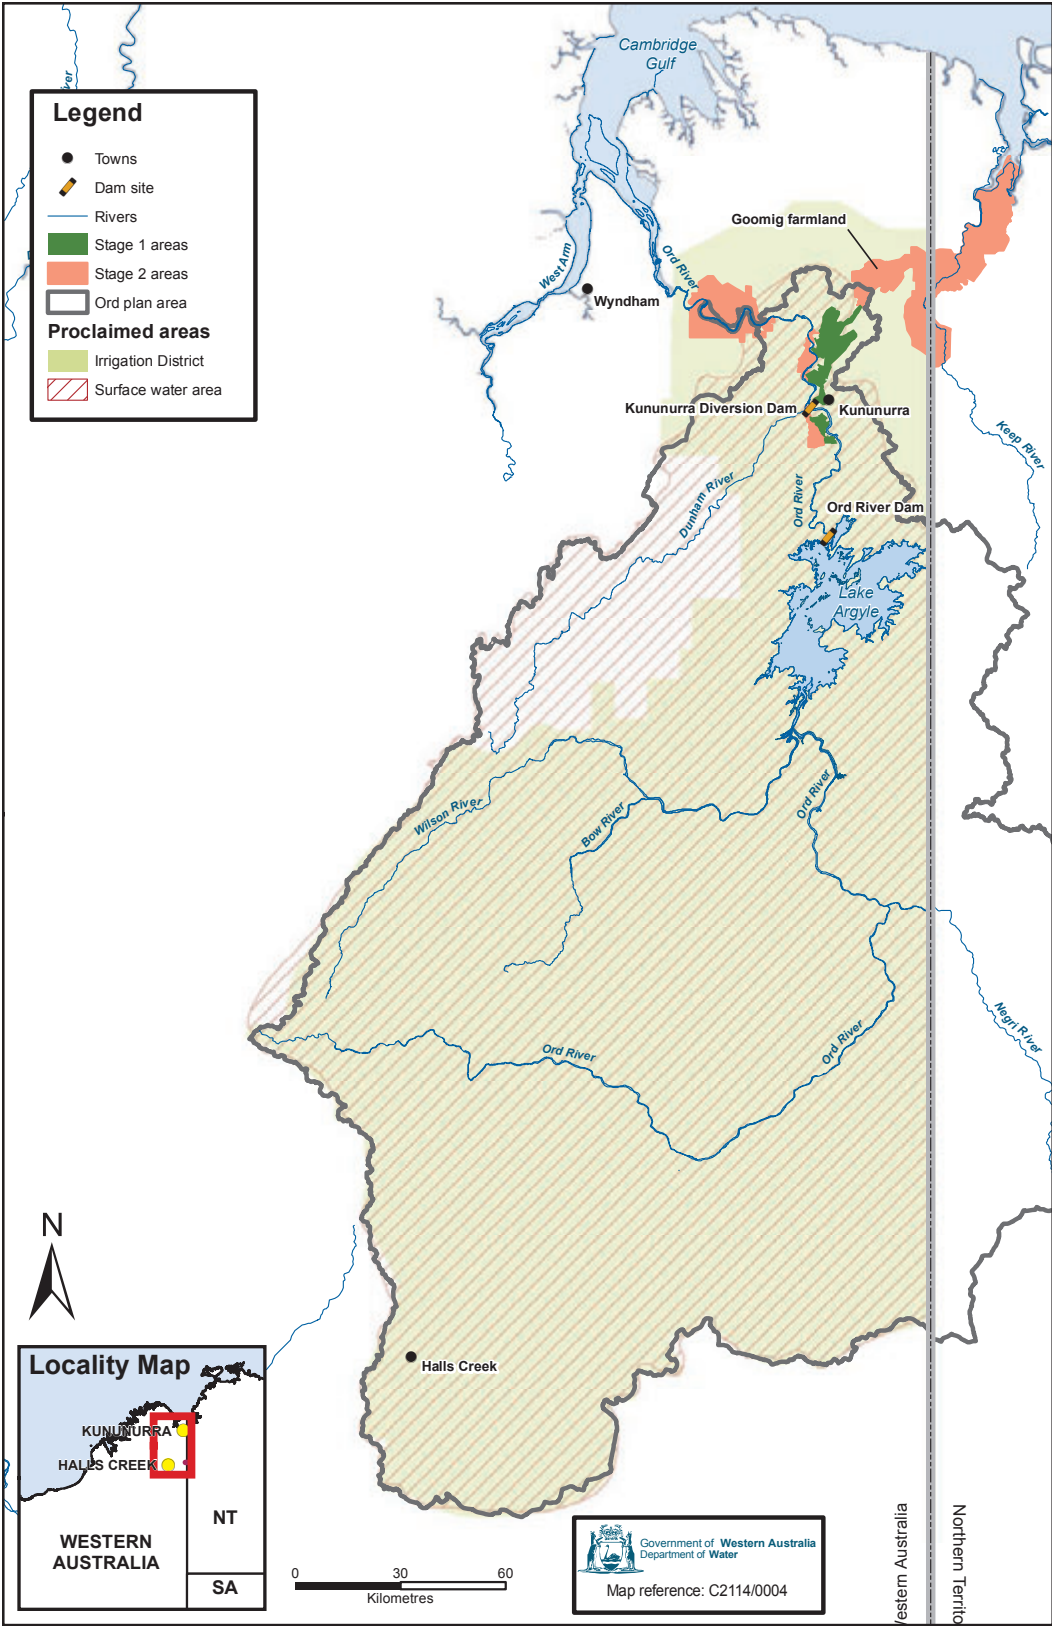 Cambridge
Gulf
iver
Legend
Towns
Dam site
Rivers
Stage 1 areas
Stage 2 areas
Ord plan area
Proclaimed areas
Irrigation District
Surface water area
Goomig farmland
West Arm
Ord River
Wyndham
Kununurra Diversion Dam
Kununurra
Keep River
Dunham River
Ord River
Ord River Dam
Lake
Argyle
Wilson River
Bow River
Ord River
Negri River
Ord River
Ord River
N
Halls Creek
Locality Map
KUNUNURRA
HALLS CREEK
NT
WESTERN
AUSTRALIA
SA
0 30 60
Kilometres
Government of Western Australia
Department of Water
Map reference: C2114/0004
estern Australia
Northern Territo